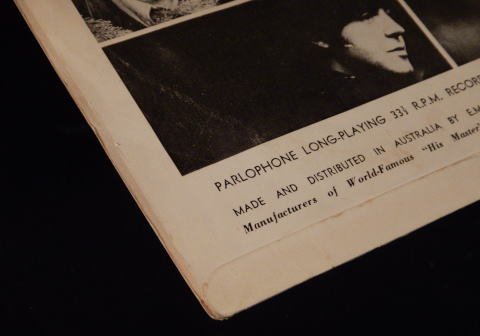 PARLOPHONE LONG-PLAYING 33⅓ R.P.M. RECORD
MADE AND DISTRIBUTED IN AUSTRALIA BY E.M
Manufacturers of World-Famous "His Master'